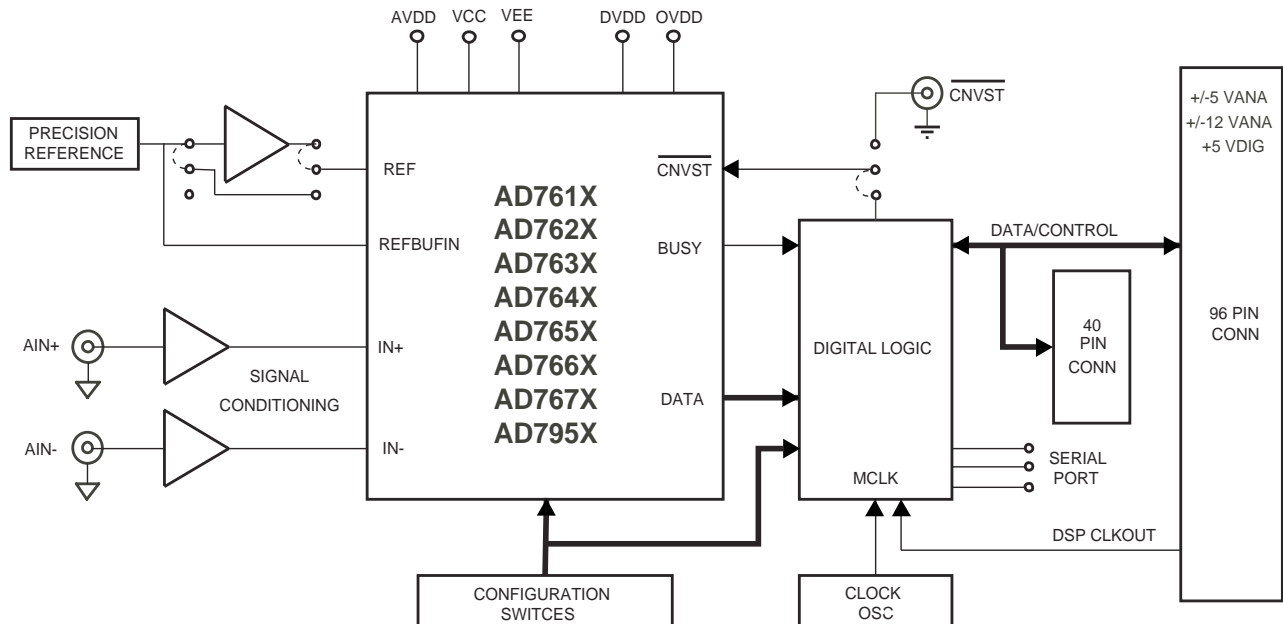 AVDD VCC VEE DVDD OVDD
CNVST
+/-5 VANA
+/-12 VANA
+5 VDIG
PRECISION
REFERENCE
REF
CNVST
AD761X
AD762X
AD763X
AD764X
AD765X
AD766X
AD767X
AD795X
REFBUFIN
BUSY
DATA/CONTROL
AIN+
IN+
SIGNAL
CONDITIONING
DIGITAL LOGIC
40
PIN
CONN
96 PIN
CONN
DATA
AIN-
IN-
MCLK
SERIAL
PORT
DSP CLKOUT
CONFIGURATION
SWITCES
CLOCK
OSC